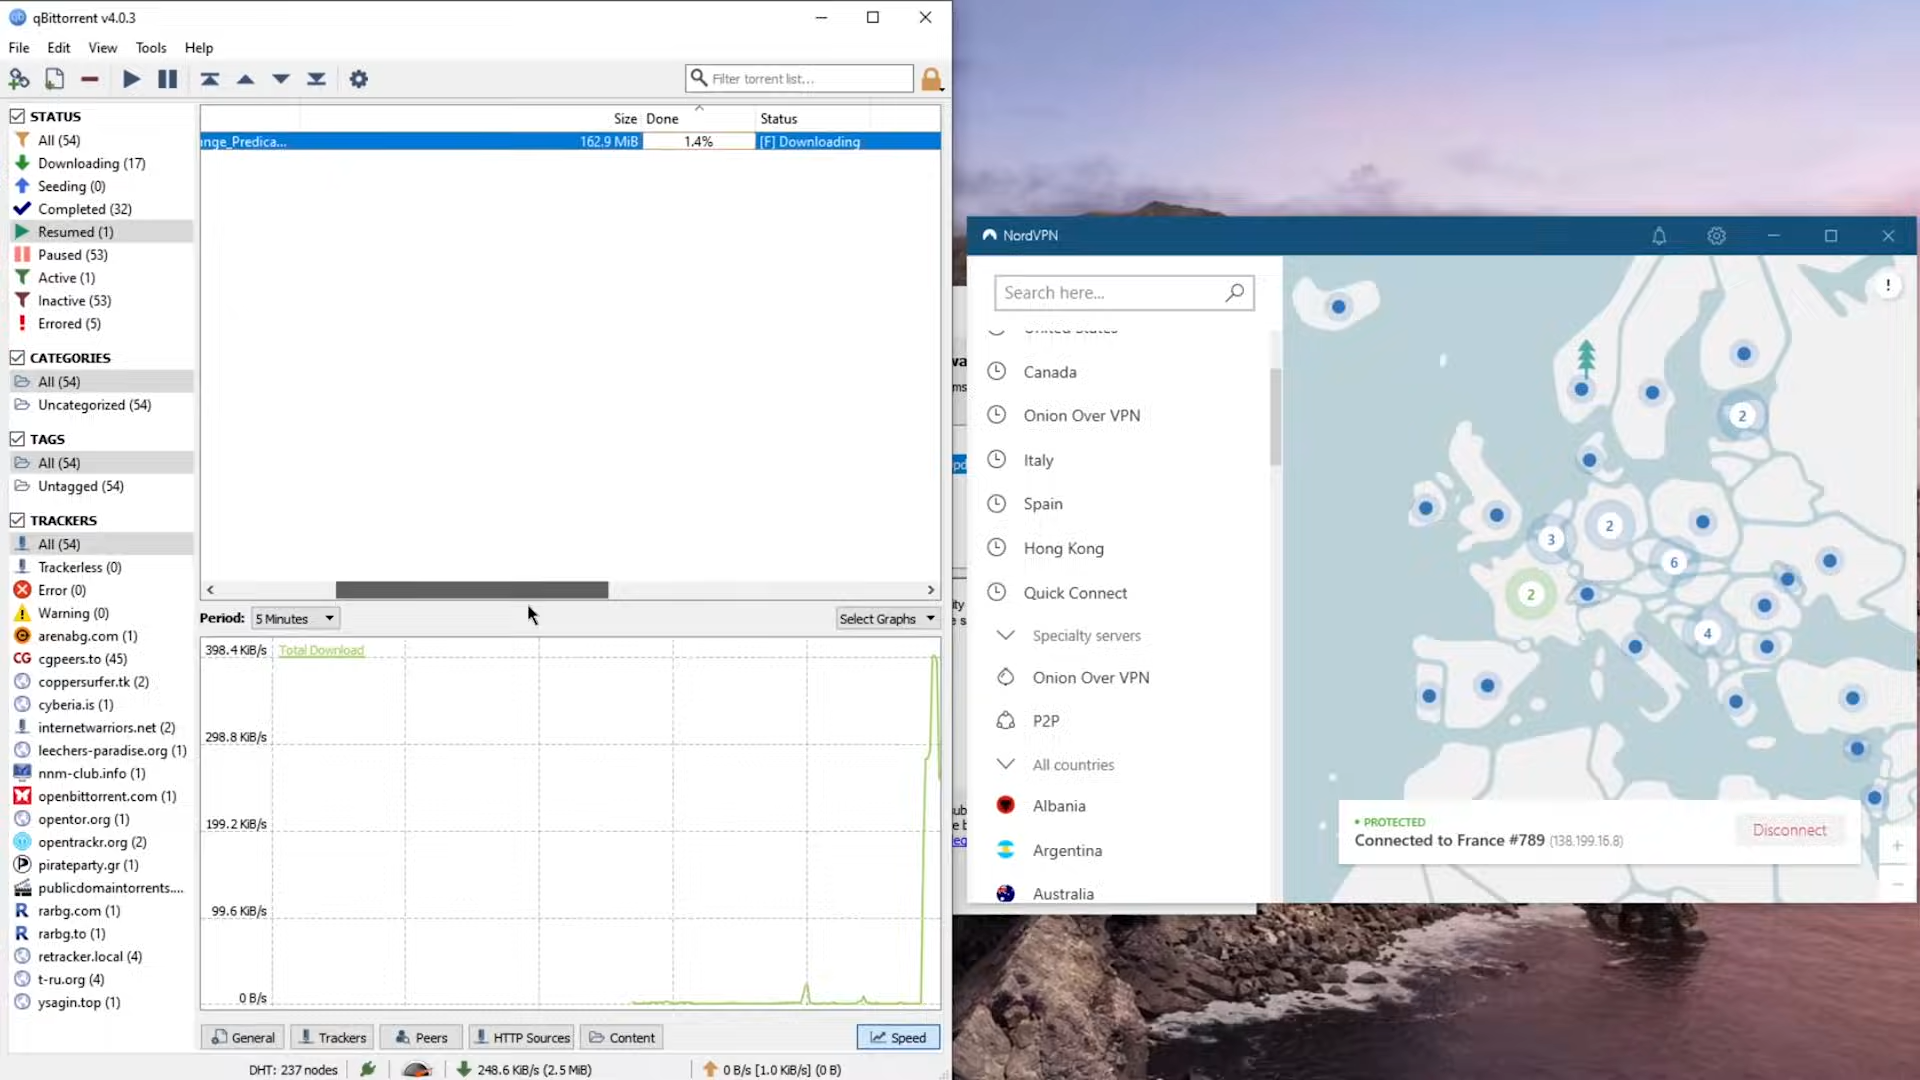 qBittorrent v4.0.3
File Edit View Tools Help
Filter torrent list...
STATUS
All (54)
Downloading (17)
Seeding (0)
Completed (32)
Resumed (1)
Paused (53)
Active (1)
Inactive (53)
Errored (5)
CATEGORIES
All (54)
Uncategorized (54)
TAGS
All (54)
Untagged (54)
TRACKERS
All (54)
Trackerless (0)
Error (0)
Warning (0)
arenabg.com (1)
CG cgpeers.to (45)
coppersurfer.tk (2)
cyberia.is (1)
internetwarriors.net (2)
leechers-paradise.org (1)
nnm-club.info (1)
openbittorrent.com (1)
opentor.org (1)
opentrackr.org (2)
pirateparty.gr (1)
publicdomaintorrents....
R rarbg.com (1)
R rarbg.to (1)
retracker.local (4)
t-ru.org (4)
ysagin.top (1)
Size Done Status
ange_Predica... 162.9 MiB 1.4% [F] Downloading
Period: 5 Minutes Select Graphs
398.4 KiB/s Total Download
298.8 KiB/s
199.2 KiB/s
99.6 KiB/s
0 B/s
General Trackers Peers HTTP Sources Content Speed
DHT: 237 nodes 248.6 KiB/s (2.5 MiB) 0 B/s [1.0 KiB/s] (0 B)
NordVPN
Search here...
United States
Canada
Onion Over VPN
Italy
Spain
Hong Kong
Quick Connect
Specialty servers
Onion Over VPN
P2P
All countries
Albania
Argentina
Australia
!
2
2
3
6
2
4
PROTECTED
Connected to France #789 (138.199.16.8)
Disconnect